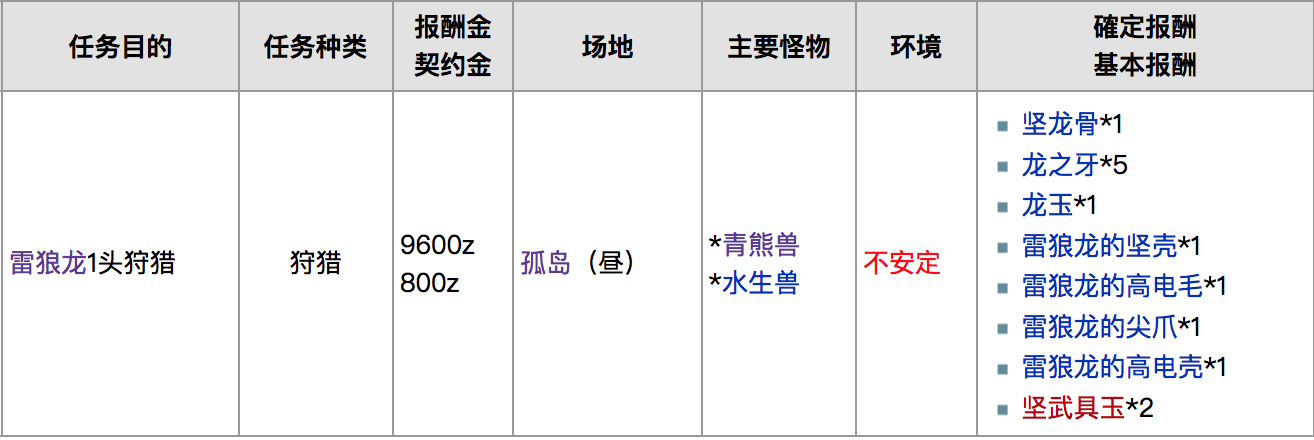 任务目的
任务种类
报酬金
契约金
场地
主要怪物
环境
確定报酬
基本报酬
雷狼龙1头狩猎
狩猎
9600z
800z
孤岛（昼）
*青熊兽
*水生兽
不安定
坚龙骨*1
龙之牙*5
龙玉*1
雷狼龙的坚壳*1
雷狼龙的高电毛*1
雷狼龙的尖爪*1
雷狼龙的高电壳*1
坚武具玉*2